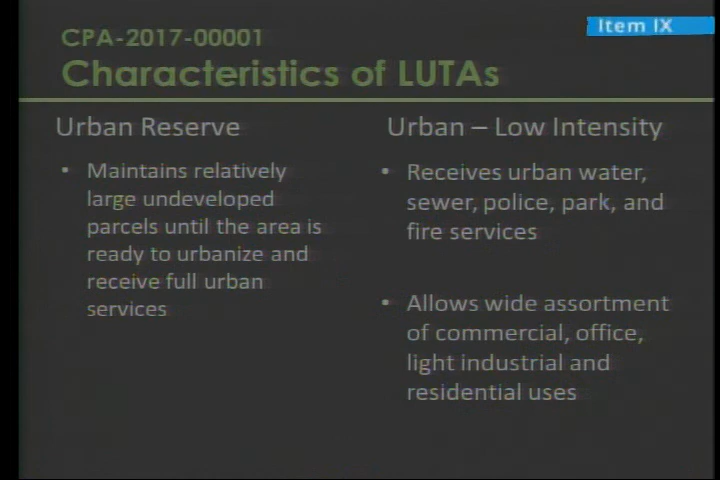 Item IX
CPA-2017-00001
Characteristics of LUTAs
Urban Reserve
• Maintains relatively
large undeveloped
parcels until the area is
ready to urbanize and
receive full urban
services
Urban – Low Intensity
• Receives urban water,
sewer, police, park, and
fire services
• Allows wide assortment
of commercial, office,
light industrial and
residential uses